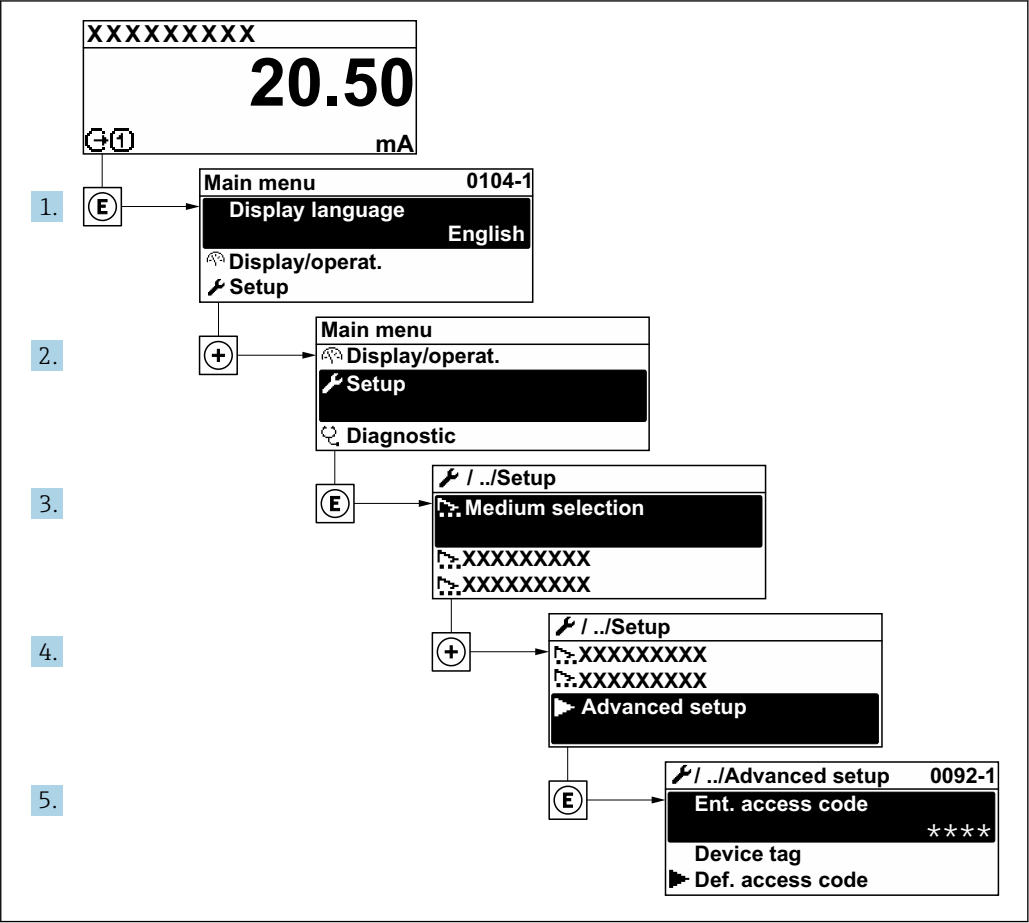 XXXXXXXXX
20.50
1 mA
1. E
Main menu 0104-1
Display language
English
Display/operat.
Setup
2. +
Main menu
Display/operat.
Setup
Diagnostic
3. E
/ ../Setup
Medium selection
XXXXXXXXX
XXXXXXXXX
4. +
/ ../Setup
XXXXXXXXX
XXXXXXXXX
Advanced setup
5. E
/ ../Advanced setup 0092-1
Ent. access code
****
Device tag
Def. access code